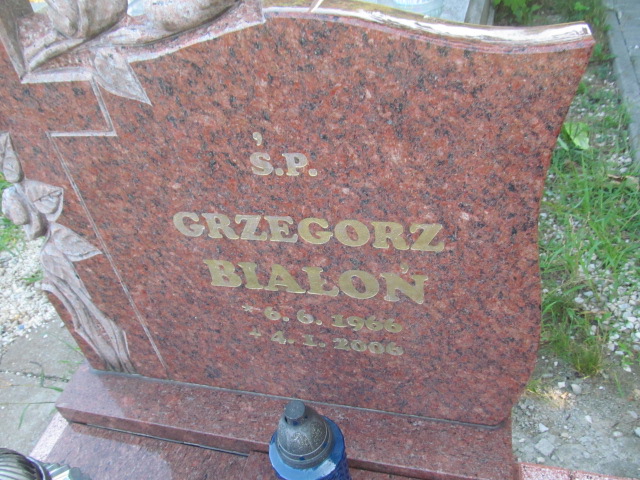 Ś.P.
GRZEGORZ
BIAŁOŃ
* 6. 6. 1966
+ 4. 1. 2006